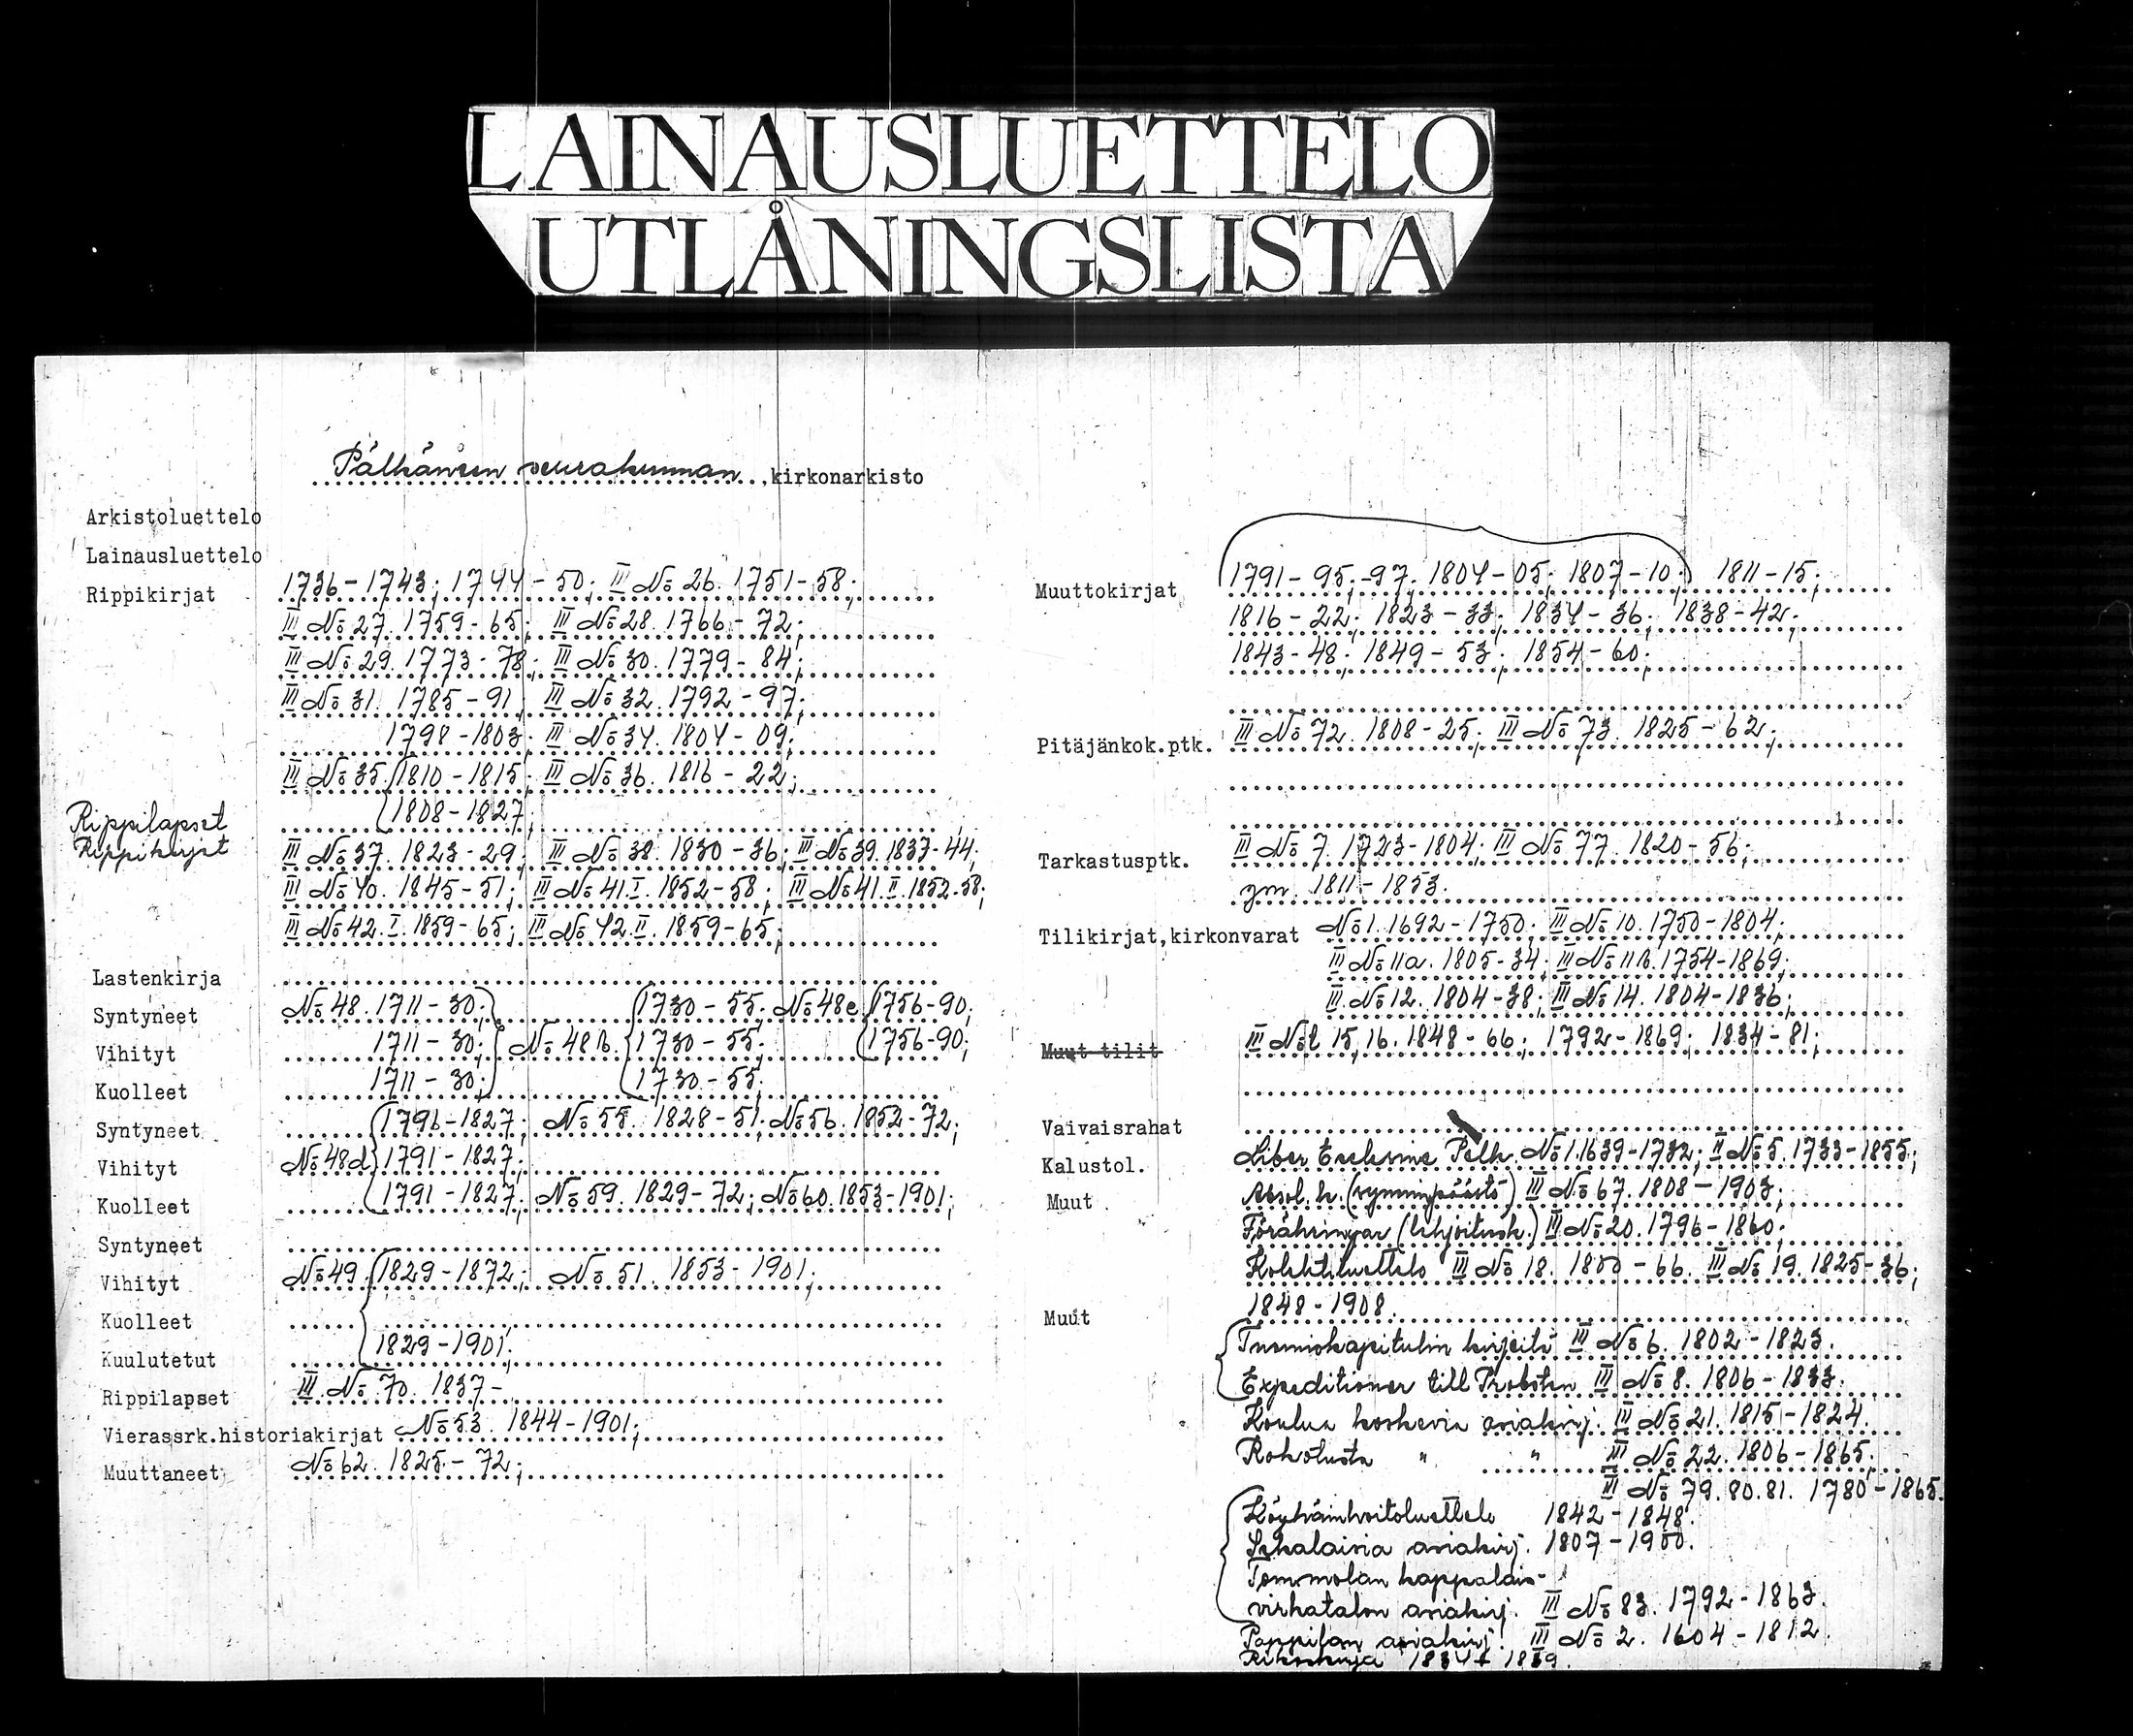 LAINAUSLUETTELO
UTLÅNINGSLISTA
Pälkäneen seurakunnan, kirkonarkisto
Arkistoluettelo
Lainausluettelo
Rippikirjat 1736-1743; 1744-50; III No 26. 1751-58;
III No 27. 1759-65; III No 28. 1766-72;
III No 29. 1773-78; III No 30. 1779-84;
III No 31. 1785-91; III No 32. 1792-97;
1798-1803; III No 34. 1804-09;
III No 35. 1810-1815; III No 36. 1816-22;
Rippilapset 1808-1827;
Rippikirjat III No 37. 1823-29; III No 38. 1830-36; III No 39. 1837-44;
III No 40. 1845-51; III No 41.I. 1852-58; III No 41.II. 1852-58;
III No 42.I. 1859-65; III No 42.II. 1859-65;
Lastenkirja
Syntyneet No 48. 1711-30; 1730-55; No 48c 1756-90;
Vihityt 1711-30; No 48b. 1730-55; 1756-90;
Kuolleet 1711-30; 1730-55;
Syntyneet 1791-1827; No 55. 1828-51; No 56. 1852-72;
Vihityt No 48d 1791-1827;
Kuolleet 1791-1827; No 59. 1829-72; No 60. 1853-1901;
Syntyneet
Vihityt No 49. 1829-1872; No 51. 1853-1901;
Kuolleet
Kuulutetut 1829-1901;
Rippilapset III No 70. 1837-
Vierassrk.historiakirjat No 53. 1844-1901;
Muuttaneet No 62. 1825-72;
Muuttokirjat 1791-95; -97. 1804-05; 1807-10; 1811-15;
1816-22; 1823-33; 1834-36; 1838-42;
1843-48; 1849-53; 1854-60;
Pitäjänkok.ptk. III No 72. 1808-25; III No 73. 1825-62;
Tarkastusptk. III No 7. 1723-1804; III No 77. 1820-56;
ym. 1811-1853.
Tilikirjat,kirkonvarat No 1. 1692-1750; III No 10. 1750-1804;
III No 11a. 1805-34; III No 11b. 1754-1869;
III No 12. 1804-38; III No 14. 1804-1836;
Muut tilit III No 15, 16. 1848-66; 1792-1869; 1834-81;
Vaivaisrahat
Kalustol. Liber Pelk. No 1. 1639-1732; II No 5. 1733-1855;
Muut Absol. k. (synninpäästö) III No 67. 1808-1903;
Föräringar (lahjoitusk.) III No 20. 1796-1860;
Kolehtiluettelo III No 18. 1800-66. III No 19. 1825-36;
Muut 1848-1908.
Tuomiokapitulin kirjeitä III No 6. 1802-1823.
Expeditioner till Probsten III No 8. 1806-1833.
Koulua koskevia asiakirj. III No 21. 1815-1824.
Rokotusta " " III No 22. 1806-1865;
III No 79. 80. 81. 1780-1865.
Köyhäinhoitoluettelo 1842-1848.
Sekalaisia asiakirj. 1807-1900.
Tommolan kappalais-
virkatalon asiakirj. III No 83. 1792-1863.
Pappilan asiakirj. III No 2. 1604-1812.
Rikoskirja